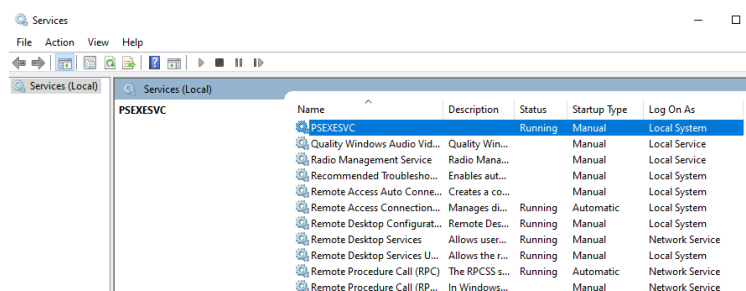 Services
File Action View Help
Services (Local)
Services (Local)
PSEXESVC
Name Description Status Startup Type Log On As
PSEXESVC Running Manual Local System
Quality Windows Audio Vid... Quality Win... Manual Local Service
Radio Management Service Radio Mana... Manual Local Service
Recommended Troublesho... Enables aut... Manual Local System
Remote Access Auto Conne... Creates a co... Manual Local System
Remote Access Connection... Manages di... Running Automatic Local System
Remote Desktop Configurat... Remote Des... Running Manual Local System
Remote Desktop Services Allows user... Running Manual Network Service
Remote Desktop Services U... Allows the r... Running Manual Local System
Remote Procedure Call (RPC) The RPCSS s... Running Automatic Network Service
Remote Procedure Call (RP... In Windows... Manual Network Service